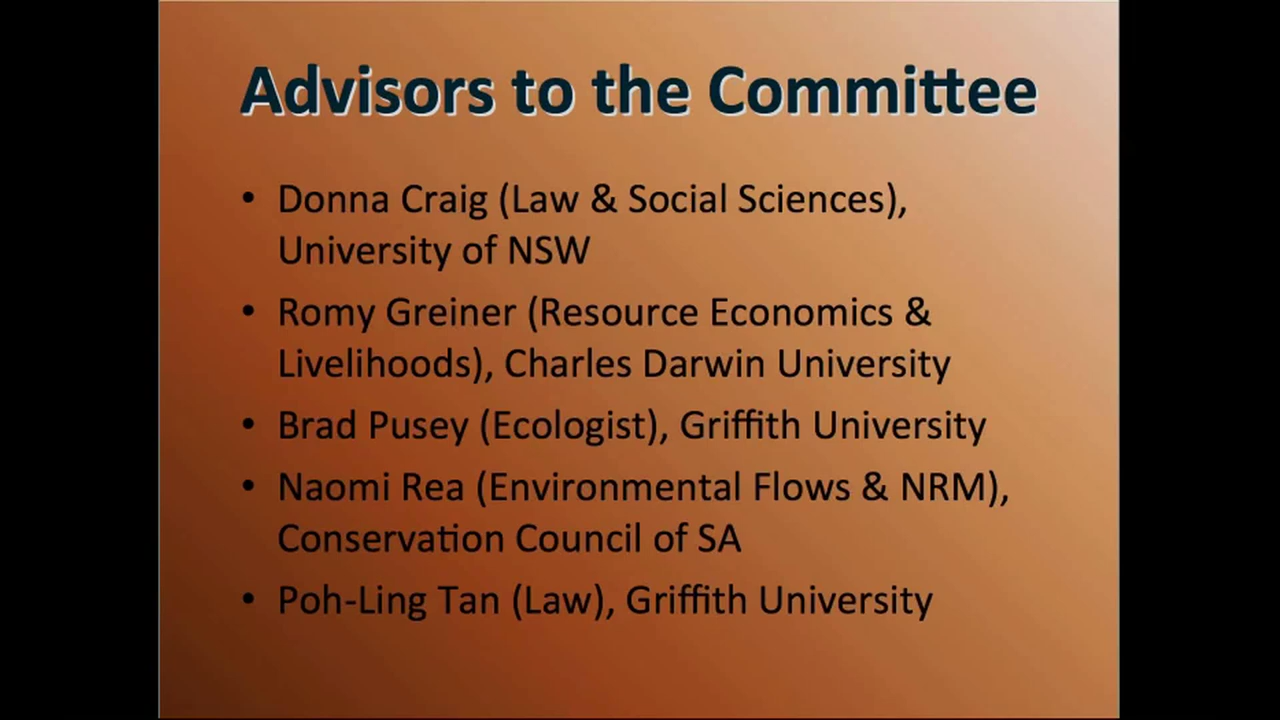 Advisors to the Committee
• Donna Craig (Law & Social Sciences),
University of NSW
• Romy Greiner (Resource Economics &
Livelihoods), Charles Darwin University
• Brad Pusey (Ecologist), Griffith University
• Naomi Rea (Environmental Flows & NRM),
Conservation Council of SA
• Poh-Ling Tan (Law), Griffith University